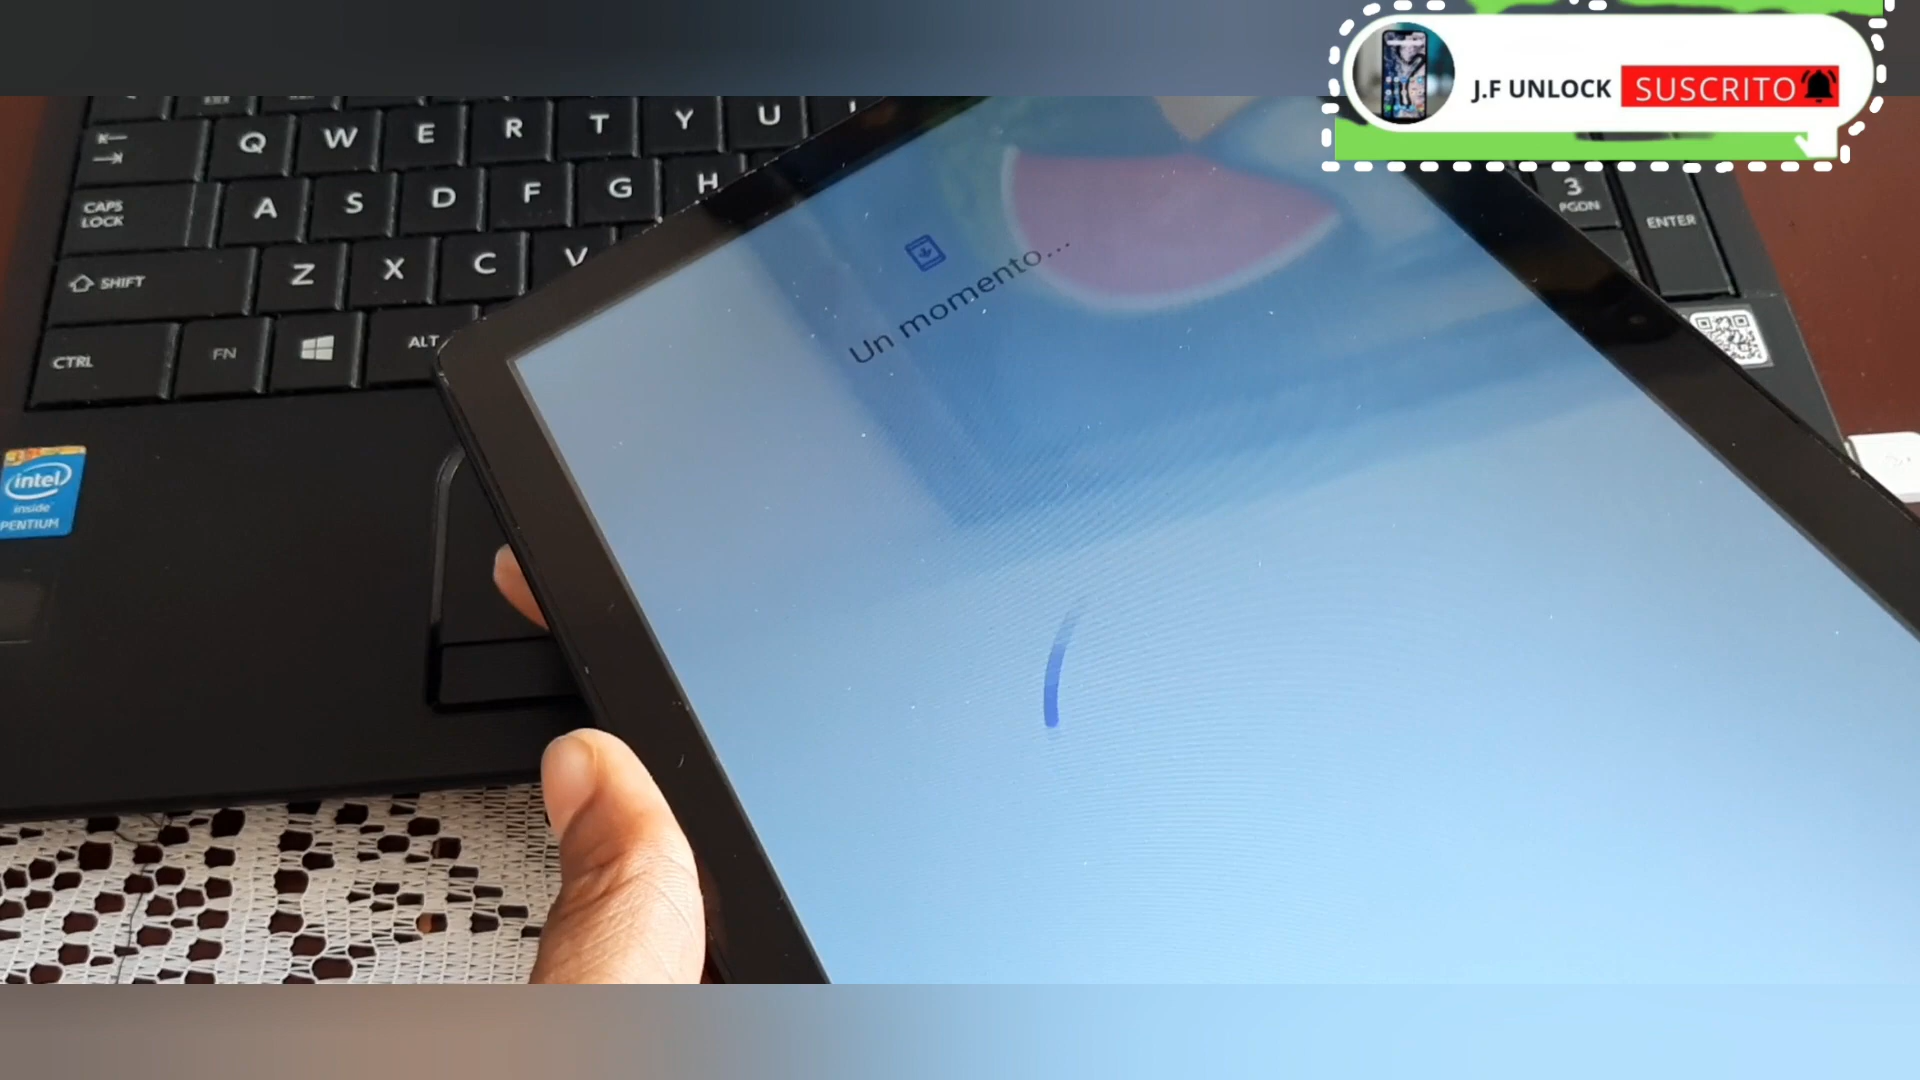 J.F UNLOCK SUSCRITO
Q W E R T Y U
CAPS
LOCK
A S D F G H
SHIFT
Z X C V
CTRL
FN
ALT
3
PGDN
ENTER
Un momento...
intel
inside
PENTIUM